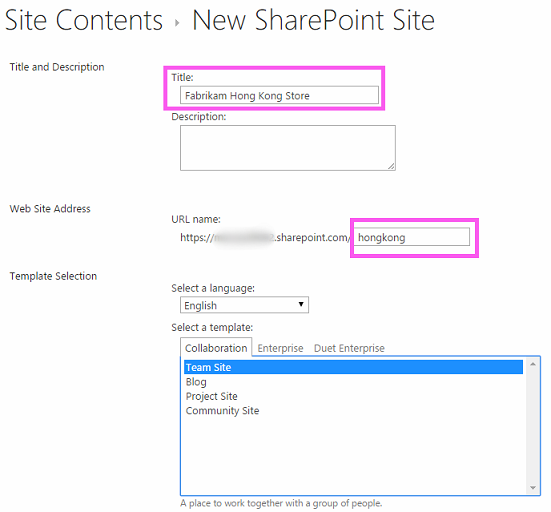 Site Contents › New SharePoint Site
Title and Description
Title:
Fabrikam Hong Kong Store
Description:
Web Site Address
URL name:
https:// .sharepoint.com/ hongkong
Template Selection
Select a language:
English
Select a template:
Collaboration Enterprise Duet Enterprise
Team Site
Blog
Project Site
Community Site
A place to work together with a group of people.